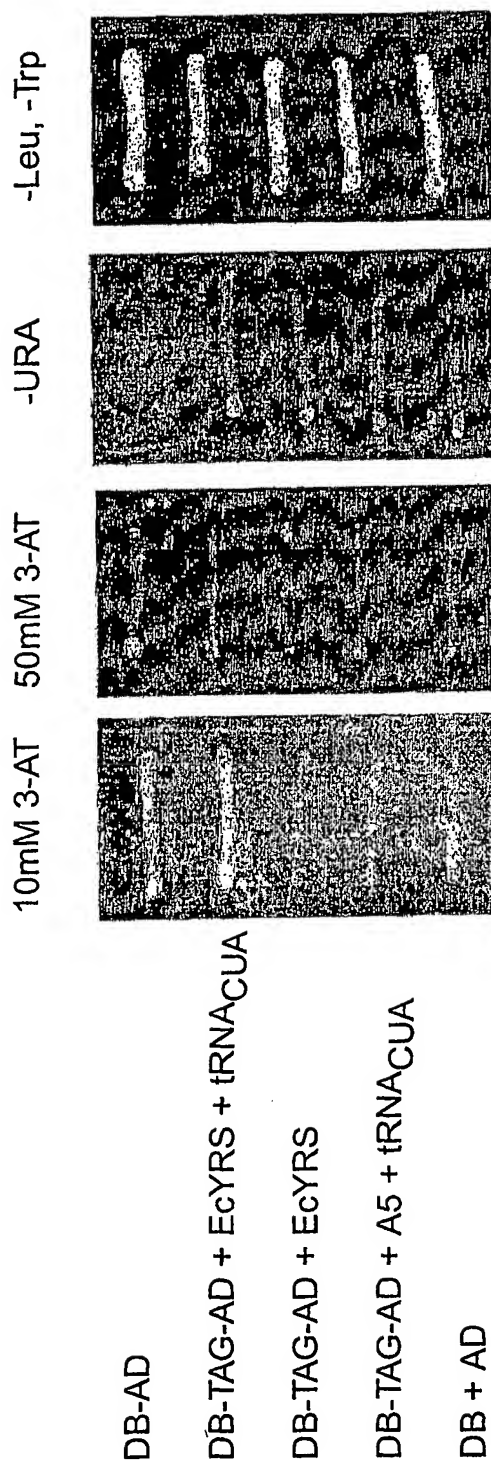 10mM 3-AT
50mM 3-AT
-URA
-Leu, -Trp
DB-AD
DB-TAG-AD + EcYRS + tRNACUA
DB-TAG-AD + EcYRS
DB-TAG-AD + A5 + tRNACUA
DB + AD